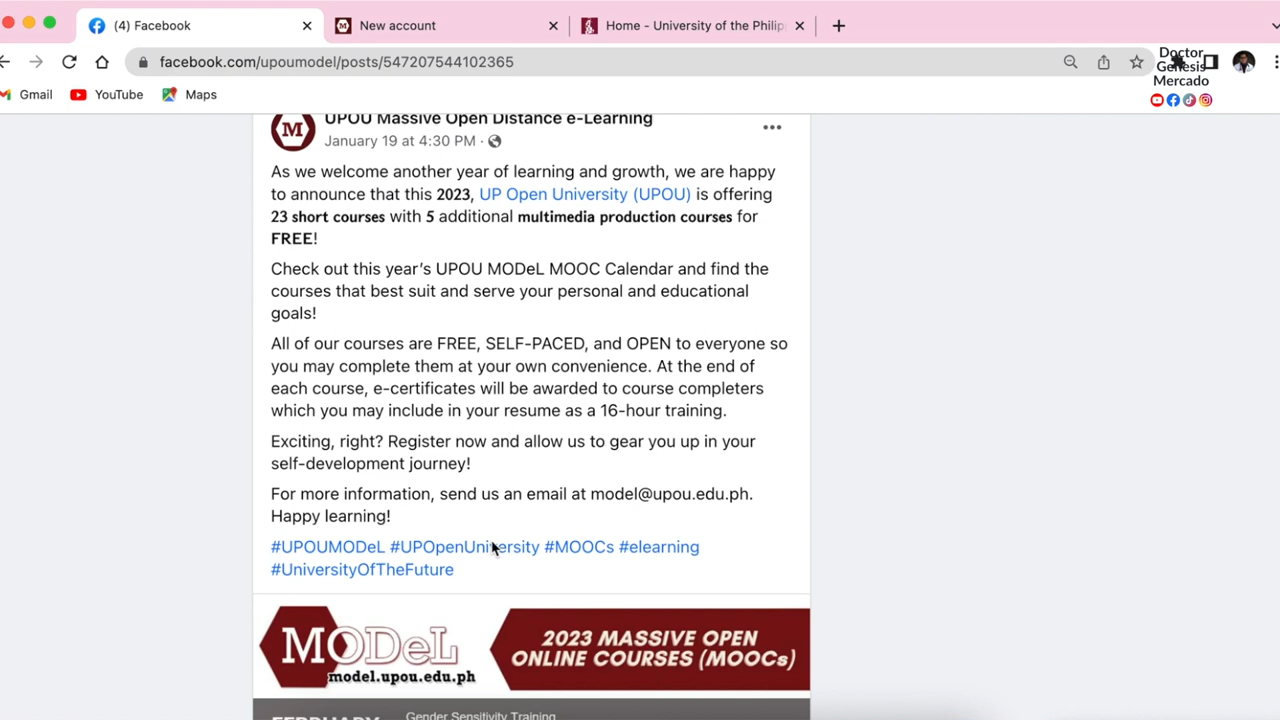 (4) Facebook
New account
Home - University of the Philip
facebook.com/upoumodel/posts/547207544102365
Doctor
Genesis
Mercado
Gmail
YouTube
Maps
UPOU Massive Open Distance e-Learning
January 19 at 4:30 PM ·
As we welcome another year of learning and growth, we are happy
to announce that this 2023, UP Open University (UPOU) is offering
23 short courses with 5 additional multimedia production courses for
FREE!
Check out this year's UPOU MODeL MOOC Calendar and find the
courses that best suit and serve your personal and educational
goals!
All of our courses are FREE, SELF-PACED, and OPEN to everyone so
you may complete them at your own convenience. At the end of
each course, e-certificates will be awarded to course completers
which you may include in your resume as a 16-hour training.
Exciting, right? Register now and allow us to gear you up in your
self-development journey!
For more information, send us an email at model@upou.edu.ph.
Happy learning!
#UPOUMODeL #UPOpenUniversity #MOOCs #elearning
#UniversityOfTheFuture
MODeL
model.upou.edu.ph
2023 MASSIVE OPEN
ONLINE COURSES (MOOCs)
FEBRUARY
Gender Sensitivity Training